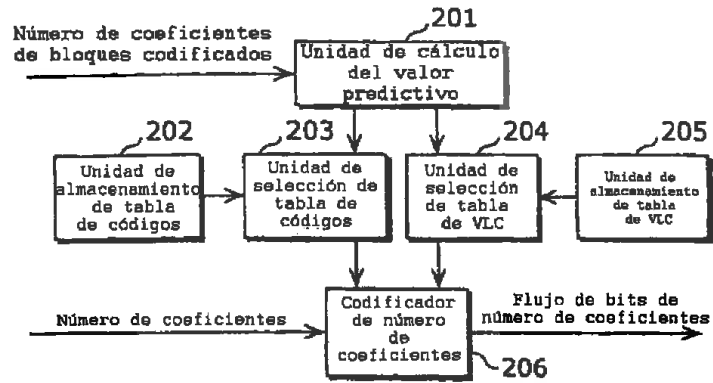 201
Número de coeficientes
de bloques codificados
Unidad de cálculo
del valor
predictivo
202
203
204
205
Unidad de
almacenamiento
de tabla
de códigos
Unidad de
selección de
tabla de
códigos
Unidad de
selección
de tabla
de VLC
Unidad de
almacenamiento
de tabla
de VLC
Número de coeficientes
Codificador
de número
de
coeficientes
Flujo de bits de
número de coeficientes
206